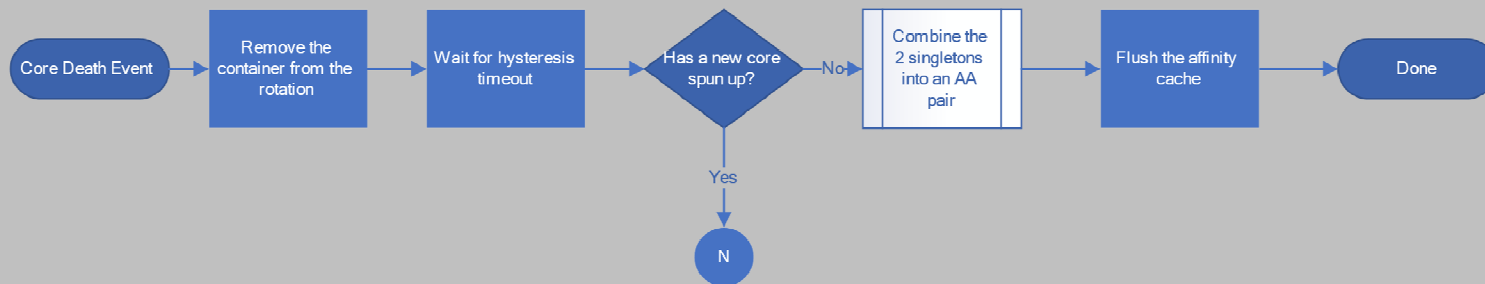 Core Death Event
Remove the
container from the
rotation
Wait for hysteresis
timeout
Has a new core
spun up?
No
Combine the
2 singletons
into an AA
pair
Flush the affinity
cache
Done
Yes
N